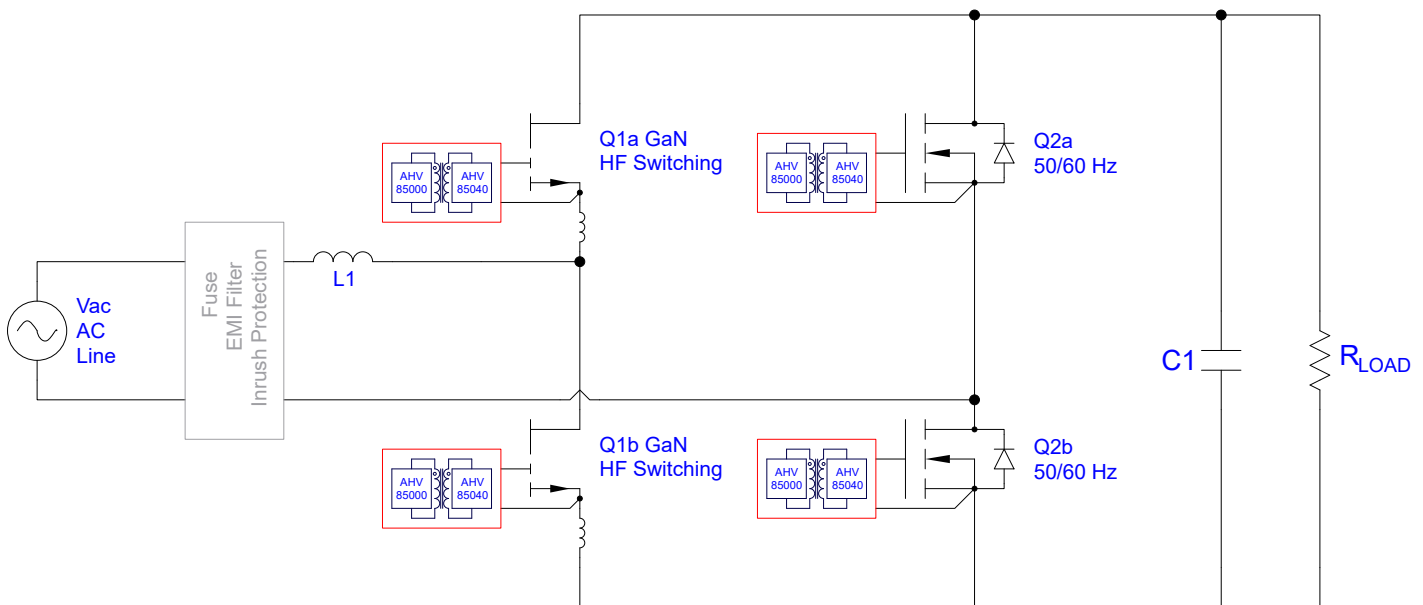 Q1a GaN
HF Switching
AHV
85000
AHV
85040
AHV
85000
AHV
85040
Q2a
50/60 Hz
Fuse
EMI Filter
Inrush Protection
L1
Vac
AC
Line
C1
RLOAD
Q1b GaN
HF Switching
AHV
85000
AHV
85040
AHV
85000
AHV
85040
Q2b
50/60 Hz